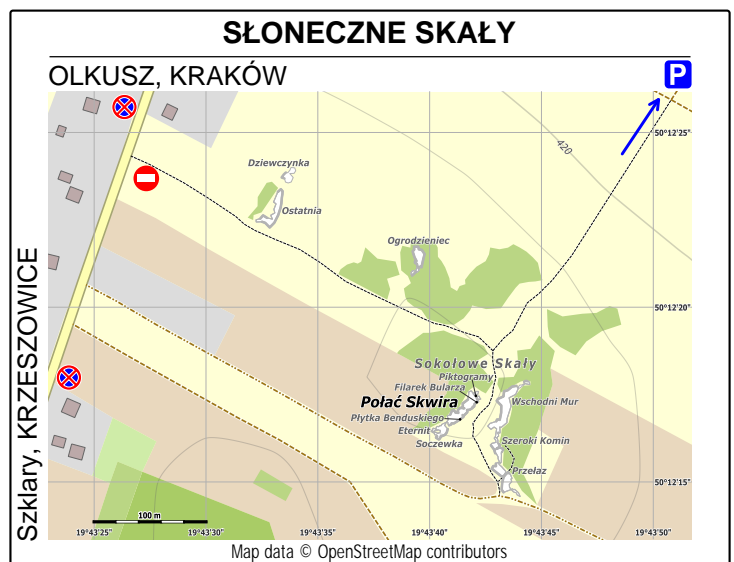 SŁONECZNE SKAŁY
OLKUSZ, KRAKÓW
P
Szklary, KRZESZOWICE
50°12'25"
420
Dziewczynka
Ostatnia
Ogrodzieniec
50°12'20"
Sokołowe Skały
Piktogramy
Filarek Bularza
Połać Skwira
Wschodni Mur
Płytka Benduskiego
Eternit
Soczewka
Szeroki Komin
Przełaz
50°12'15"
100 m
19°43'25"
19°43'30"
19°43'35"
19°43'40"
19°43'45"
19°43'50"
Map data © OpenStreetMap contributors